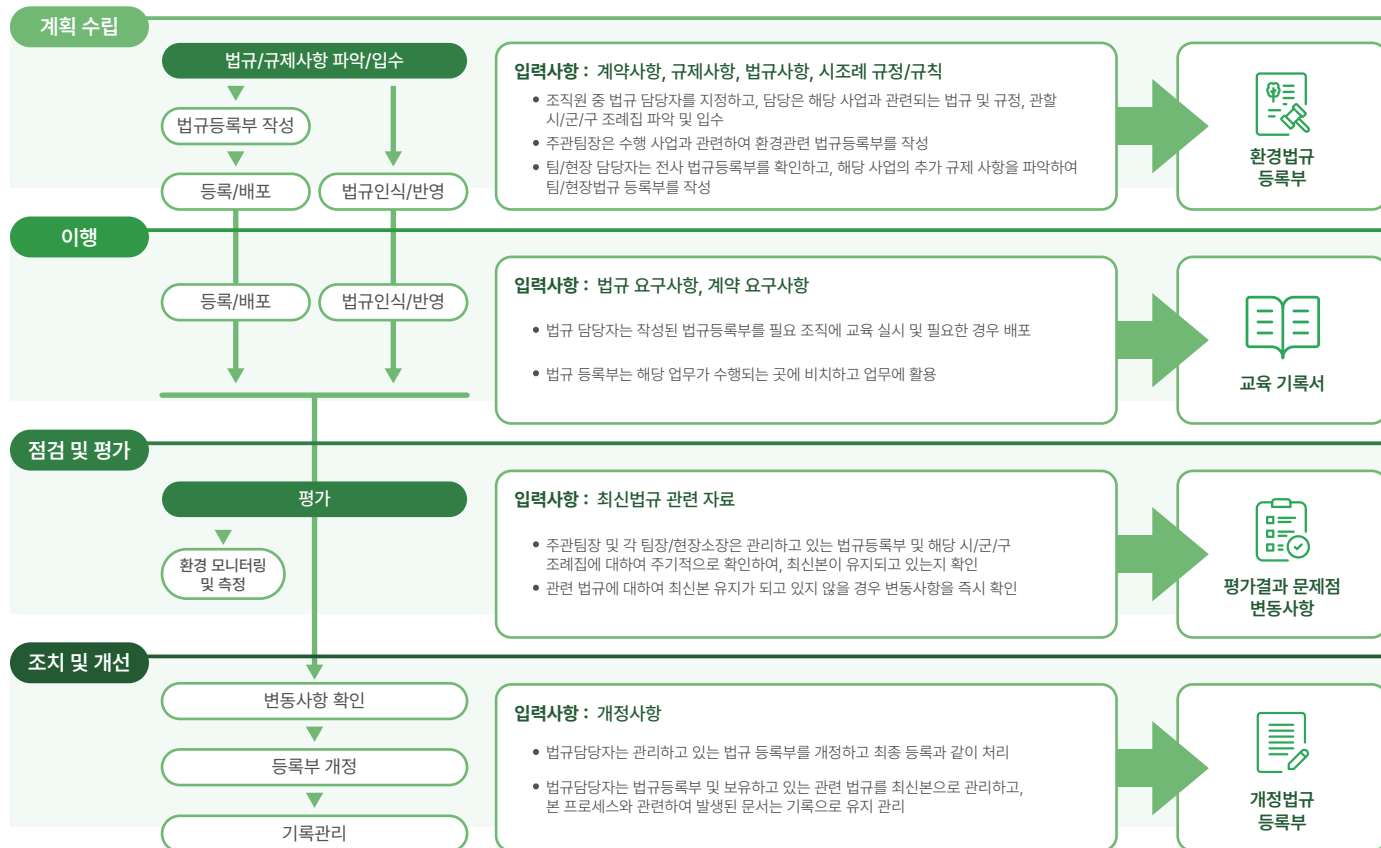 계획 수립
법규/규제사항 파악/입수
법규등록부 작성
등록/배포
법규인식/반영
입력사항 : 계약사항, 규제사항, 법규사항, 시조례 규정/규칙
• 조직원 중 법규 담당자를 지정하고, 담당은 해당 사업과 관련되는 법규 및 규정, 관할
시/군/구 조례집 파악 및 입수
• 주관팀장은 수행 사업과 관련하여 환경관련 법규등록부를 작성
• 팀/현장 담당자는 전사 법규등록부를 확인하고, 해당 사업의 추가 규제 사항을 파악하여
팀/현장법규 등록부를 작성
환경법규
등록부
이행
등록/배포
법규인식/반영
입력사항 : 법규 요구사항, 계약 요구사항
• 법규 담당자는 작성된 법규등록부를 필요 조직에 교육 실시 및 필요한 경우 배포
• 법규 등록부는 해당 업무가 수행되는 곳에 비치하고 업무에 활용
교육 기록서
점검 및 평가
평가
환경 모니터링
및 측정
입력사항 : 최신법규 관련 자료
• 주관팀장 및 각 팀장/현장소장은 관리하고 있는 법규등록부 및 해당 시/군/구
조례집에 대하여 주기적으로 확인하여, 최신본이 유지되고 있는지 확인
• 관련 법규에 대하여 최신본 유지가 되고 있지 않을 경우 변동사항을 즉시 확인
평가결과 문제점
변동사항
조치 및 개선
변동사항 확인
등록부 개정
기록관리
입력사항 : 개정사항
• 법규담당자는 관리하고 있는 법규 등록부를 개정하고 최종 등록과 같이 처리
• 법규담당자는 법규등록부 및 보유하고 있는 관련 법규를 최신본으로 관리하고,
본 프로세스와 관련하여 발생된 문서는 기록으로 유지 관리
개정법규
등록부